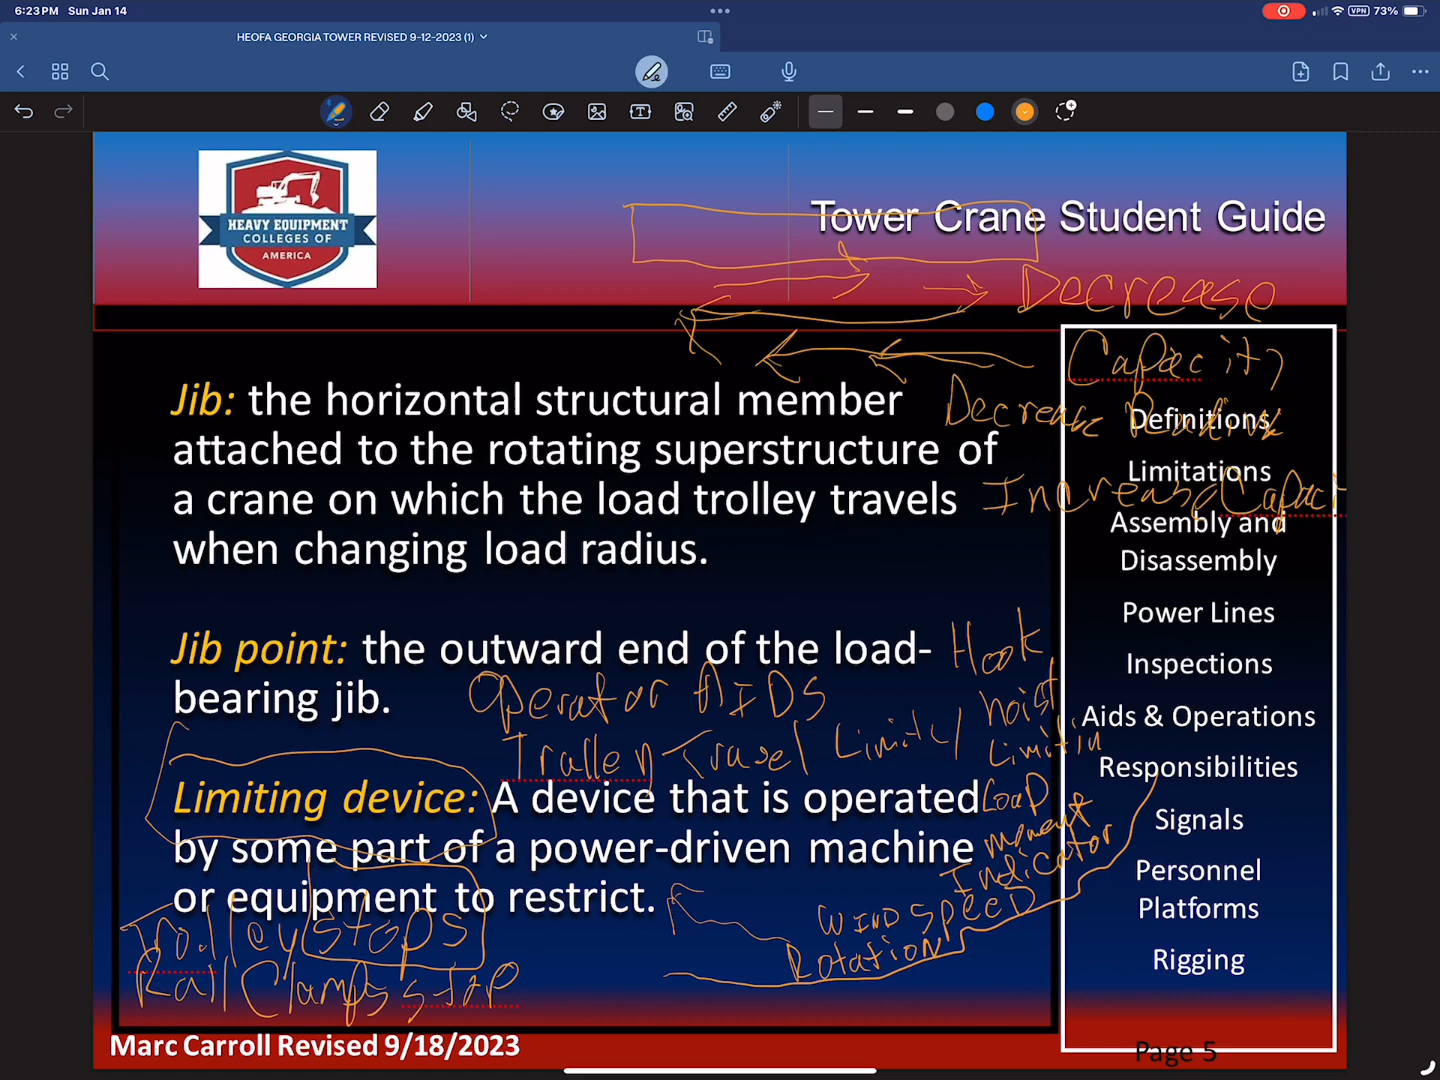 6:23 PM Sun Jan 14
VPN 73%
HEOFA GEORGIA TOWER REVISED 9-12-2023 (1)
HEAVY EQUIPMENT
COLLEGES OF
AMERICA
Tower Crane Student Guide
Decrease
Capacity
Jib: the horizontal structural member
attached to the rotating superstructure of
a crane on which the load trolley travels
when changing load radius.
Decrease
Increase Capact
Jib point: the outward end of the load-
bearing jib.
Hook
hoist
Limitin
Operator AIDS
Travel
Limiting device: A device that is operated
by some part of a power-driven machine
or equipment to restrict.
LOAD
moment
Indicator
WIND SPEED
Rotation
Trolley stops
Rail Clamps stop
Definitions
Limitations
Assembly and
Disassembly
Power Lines
Inspections
Aids & Operations
Responsibilities
Signals
Personnel
Platforms
Rigging
Marc Carroll Revised 9/18/2023
Page 5